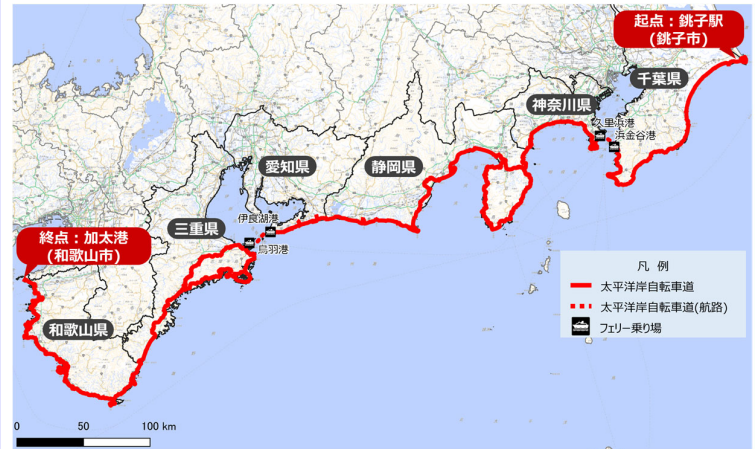 起点：銚子駅
(銚子市)
千葉県
神奈川県
久里浜港
浜金谷港
愛知県
静岡県
伊良湖港
三重県
鳥羽港
終点：加太港
(和歌山市)
和歌山県
凡 例
太平洋岸自転車道
太平洋岸自転車道(航路)
フェリー乗り場
0 50 100 km